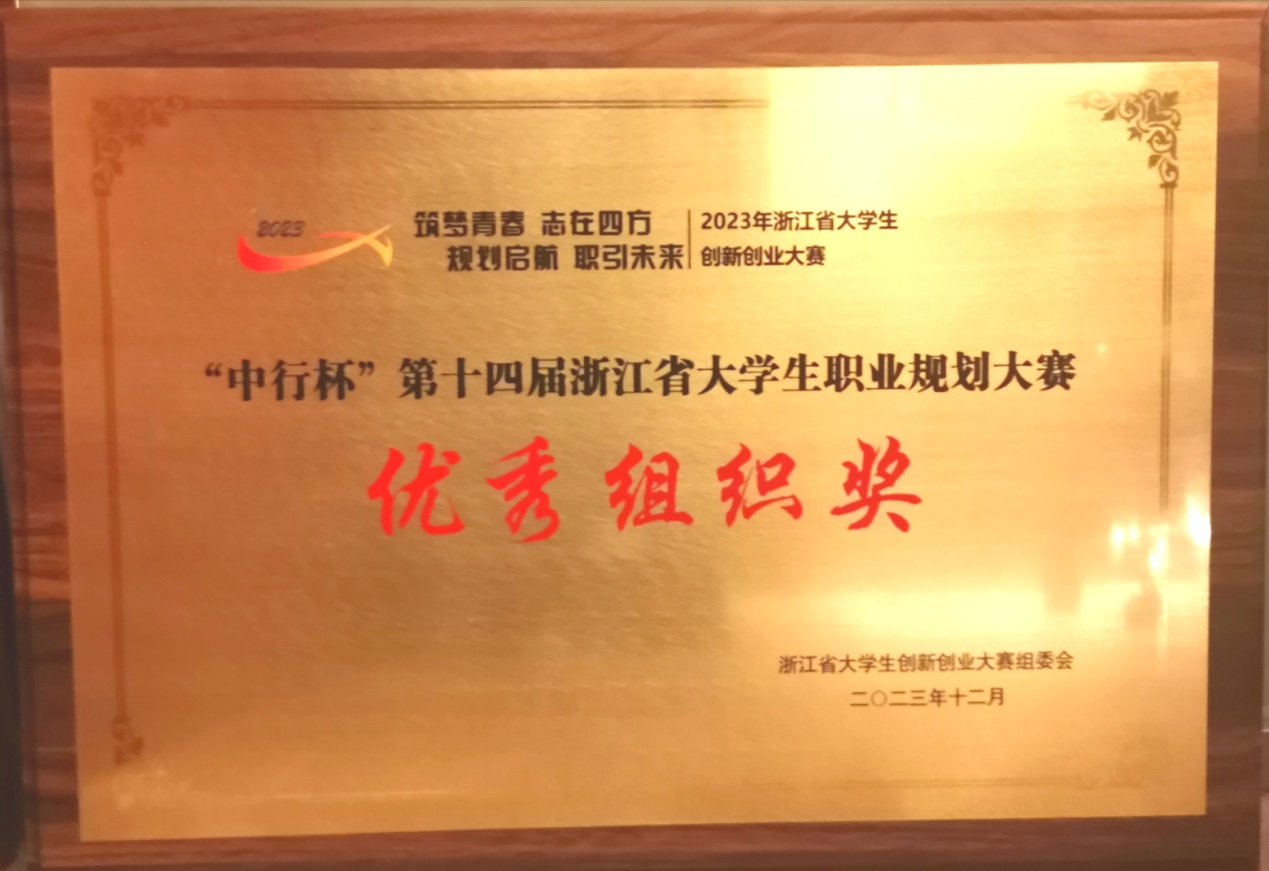 2023
筑梦青春 志在四方
规划启航 职引未来
2023年浙江省大学生
创新创业大赛
“中行杯”第十四届浙江省大学生职业规划大赛
优秀组织奖
浙江省大学生创新创业大赛组委会
二〇二三年十二月